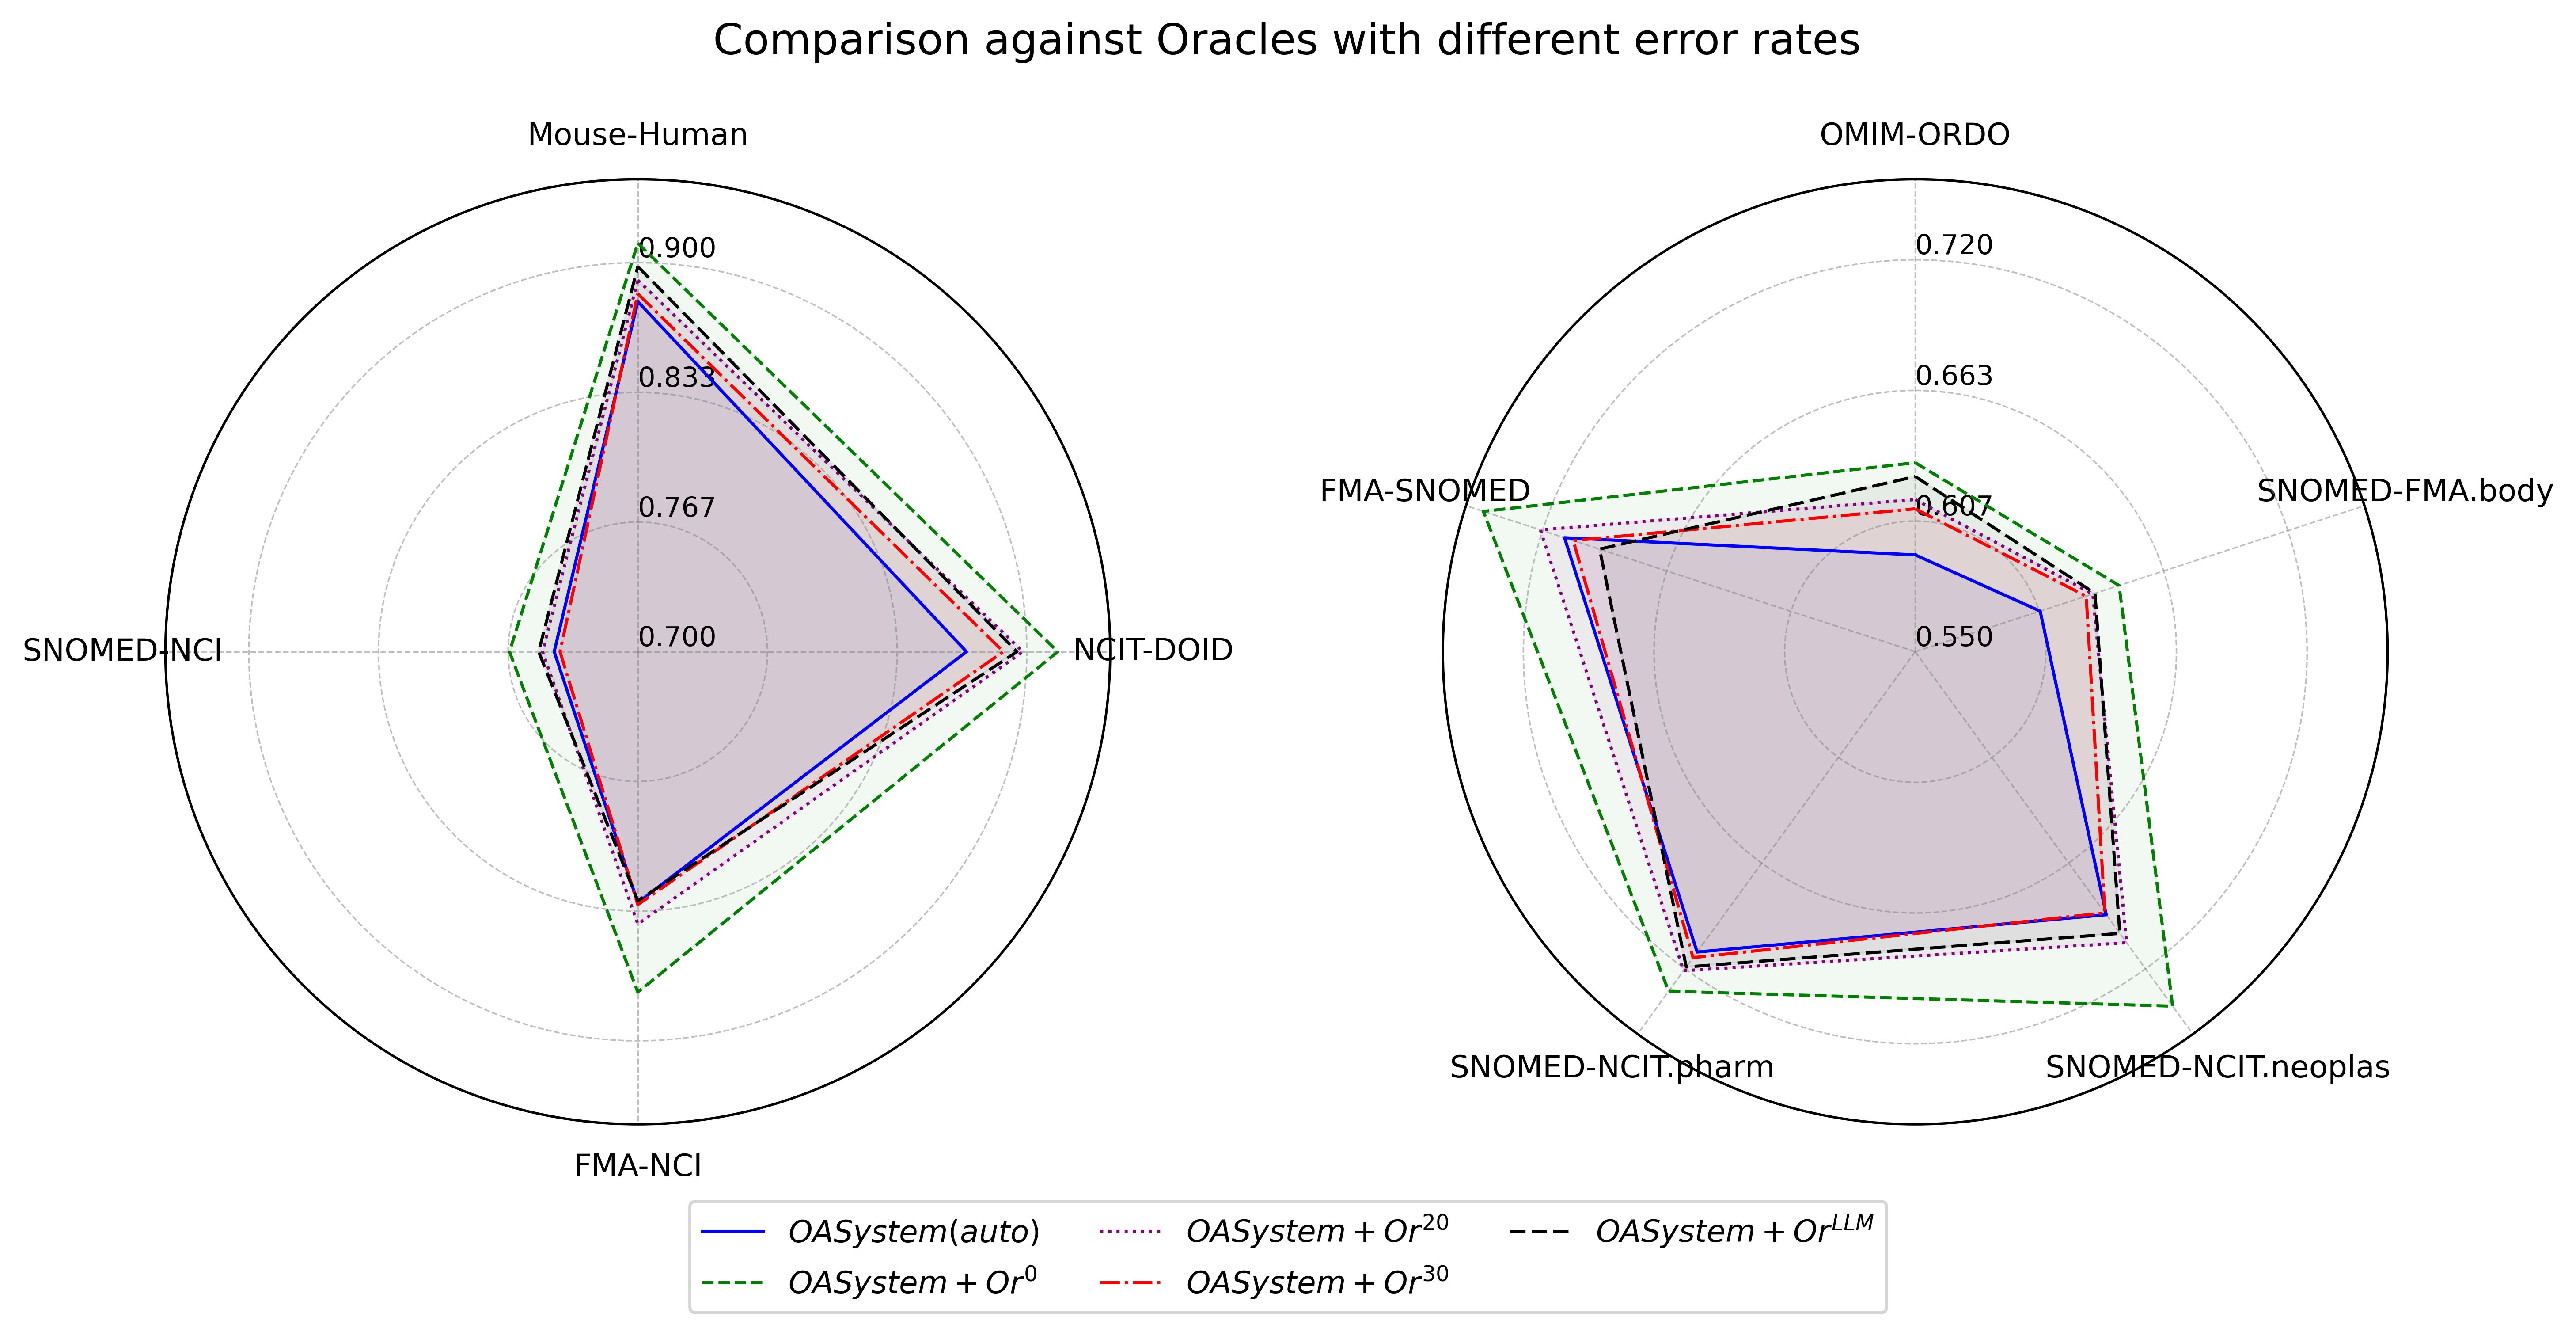 Comparison against Oracles with different error rates
Mouse-Human
0.900
0.833
0.767
0.700
NCIT-DOID
SNOMED-NCI
FMA-NCI
OMIM-ORDO
0.720
0.663
0.607
0.550
SNOMED-FMA.body
FMA-SNOMED
SNOMED-NCIT.pharm
SNOMED-NCIT.neoplas
OASystem(auto)
OASystem + Or^0
OASystem + Or^20
OASystem + Or^30
OASystem + Or^LLM